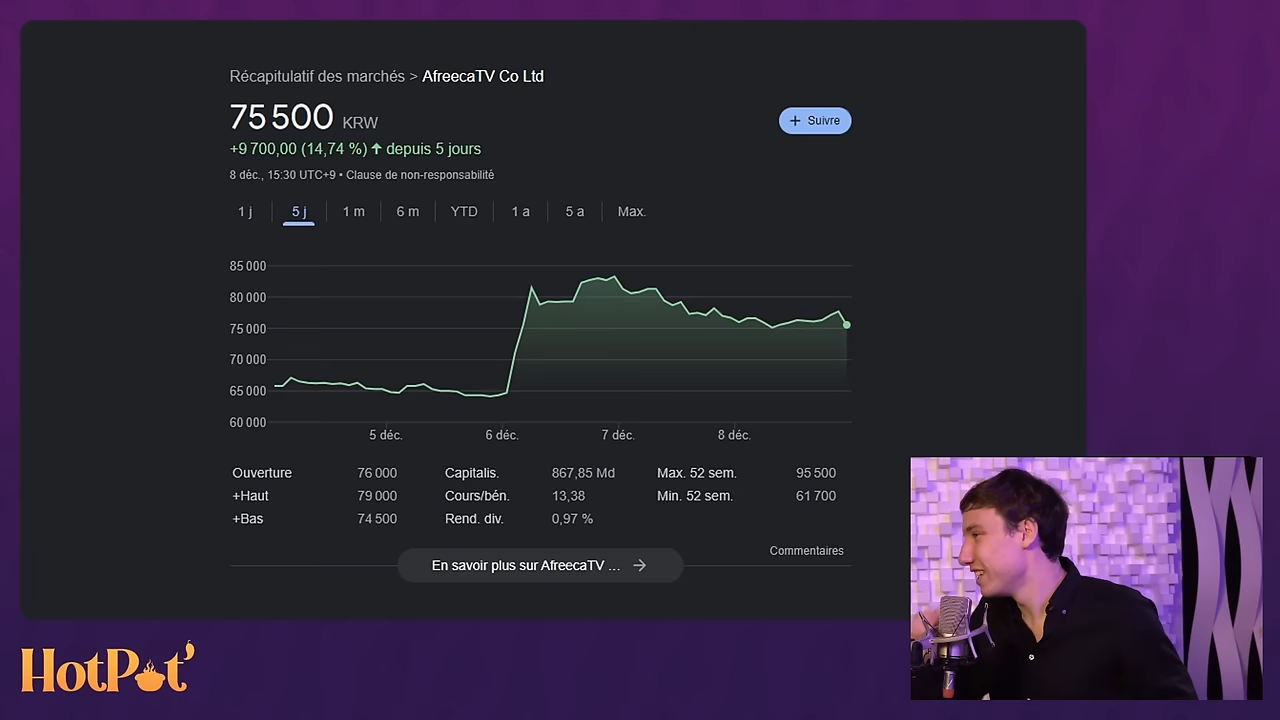 Récapitulatif des marchés > AfreecaTV Co Ltd
75 500 KRW
+ Suivre
+9 700,00 (14,74 %) ↑ depuis 5 jours
8 déc., 15:30 UTC+9 • Clause de non-responsabilité
1 j 5 j 1 m 6 m YTD 1 a 5 a Max.
85 000
80 000
75 000
70 000
65 000
60 000
5 déc. 6 déc. 7 déc. 8 déc.
Ouverture 76 000 Capitalis. 867,85 Md Max. 52 sem. 95 500
+Haut 79 000 Cours/bén. 13,38 Min. 52 sem. 61 700
+Bas 74 500 Rend. div. 0,97 %
Commentaires
En savoir plus sur AfreecaTV ... →
HotPot'